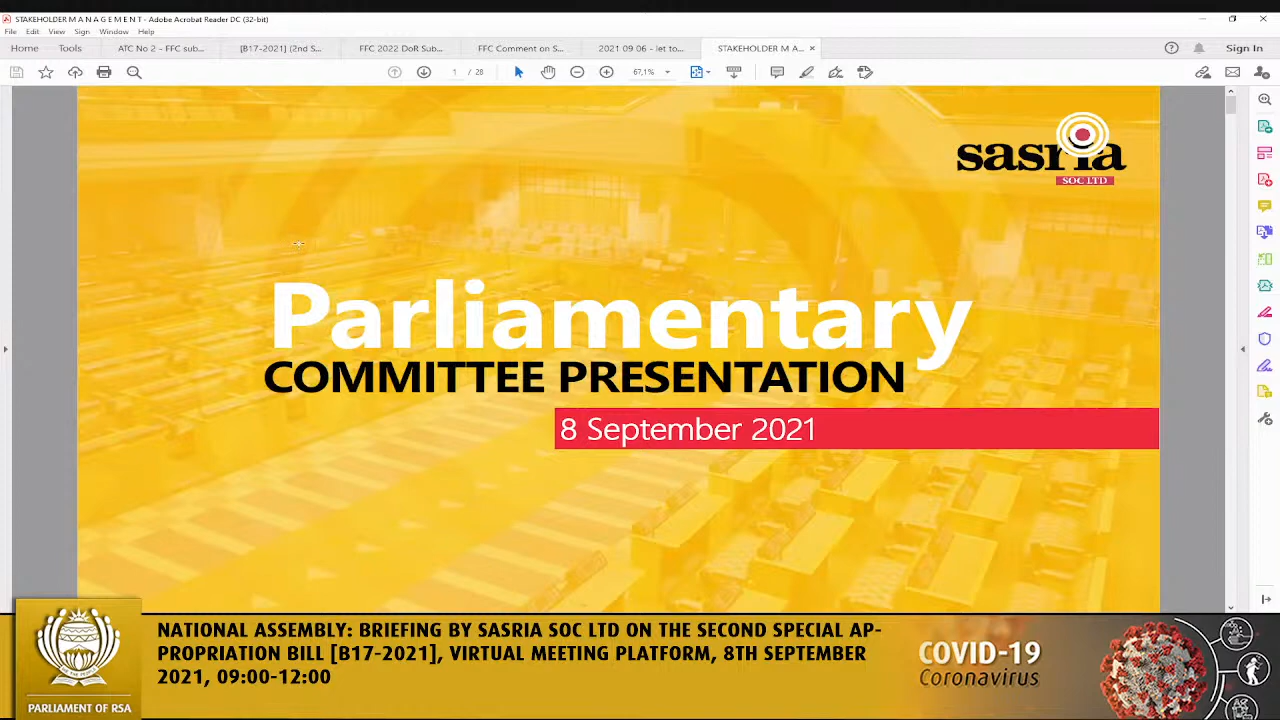 STAKEHOLDER M A N A G E M E N T - Adobe Acrobat Reader DC (32-bit)
File Edit View Sign Window Help
Home Tools ATC No 2 - FFC sub... [B17-2021] (2nd S... FFC 2022 DoR Sub... FFC Comment on S... 2021 09 06 - let to... STAKEHOLDER M A... × Sign In
1 / 28 67,1%
sasria
SOC LTD
Parliamentary
COMMITTEE PRESENTATION
8 September 2021
NATIONAL ASSEMBLY: BRIEFING BY SASRIA SOC LTD ON THE SECOND SPECIAL AP-
PROPRIATION BILL [B17-2021], VIRTUAL MEETING PLATFORM, 8TH SEPTEMBER
2021, 09:00-12:00
PARLIAMENT OF RSA
COVID-19
Coronavirus